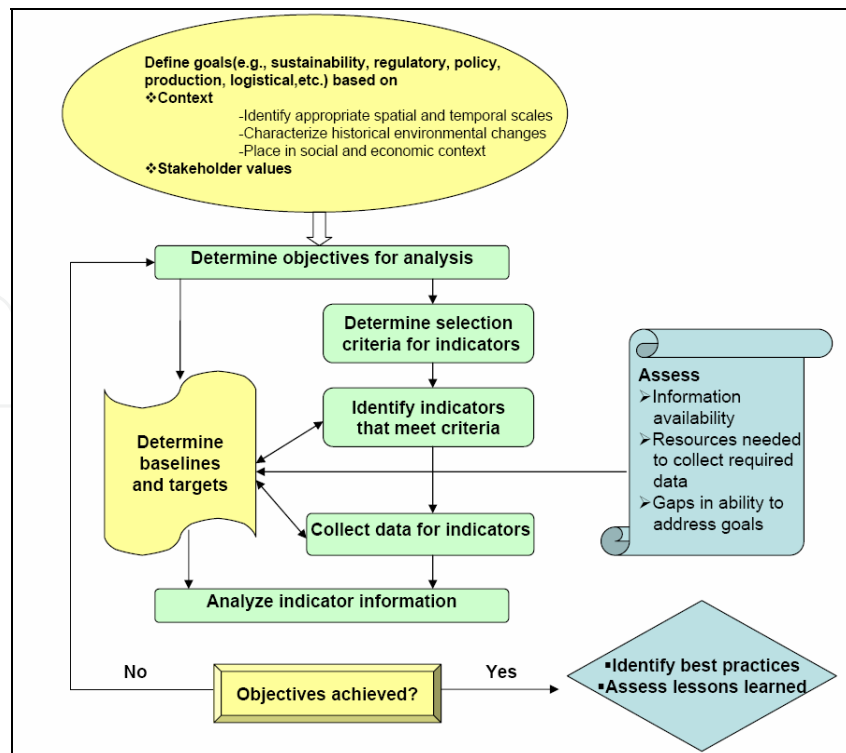 Define goals(e.g., sustainability, regulatory, policy,
production, logistical,etc.) based on
❖Context
-Identify appropriate spatial and temporal scales
-Characterize historical environmental changes
-Place in social and economic context
❖Stakeholder values
Determine objectives for analysis
Determine selection
criteria for indicators
Identify indicators
that meet criteria
Determine
baselines
and targets
Assess
➢Information
availability
➢Resources needed
to collect required
data
➢Gaps in ability to
address goals
Collect data for indicators
Analyze indicator information
No
Objectives achieved?
Yes
▪Identify best practices
▪Assess lessons learned